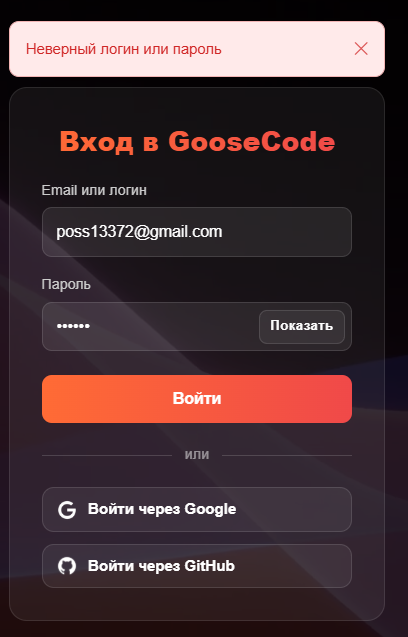 Неверный логин или пароль
Вход в GooseCode
Email или логин
poss13372@gmail.com
Пароль
••••••
Показать
Войти
или
Войти через Google
Войти через GitHub